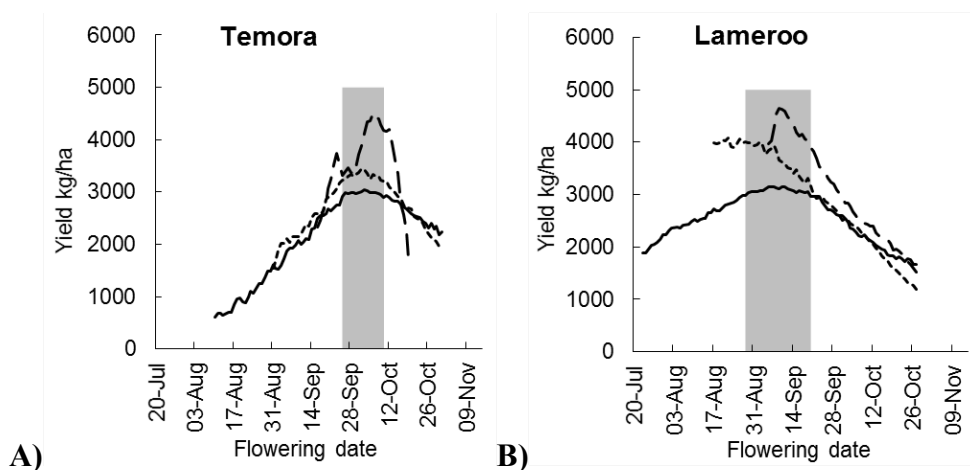 Temora
Yield kg/ha
6000
5000
4000
3000
2000
1000
0
20-Jul
03-Aug
17-Aug
31-Aug
14-Sep
28-Sep
12-Oct
26-Oct
09-Nov
Flowering date
A)
Lameroo
Yield kg/ha
6000
5000
4000
3000
2000
1000
0
20-Jul
03-Aug
17-Aug
31-Aug
14-Sep
28-Sep
12-Oct
26-Oct
09-Nov
Flowering date
B)